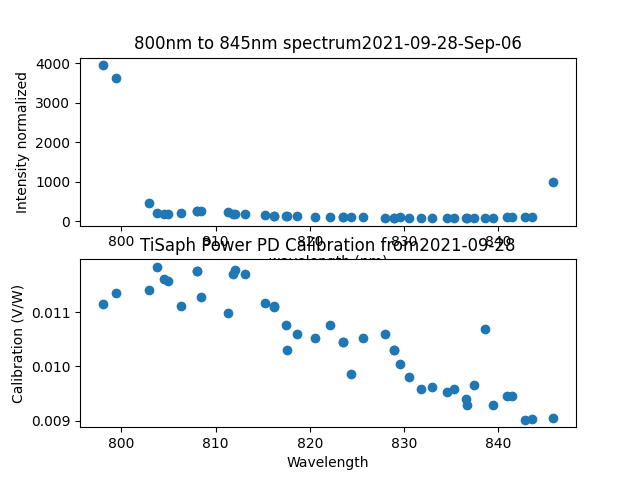 800nm to 845nm spectrum2021-09-28-Sep-06
Intensity normalized
4000
3000
2000
1000
0
800 810 820 830 840
wavelength (nm)
TiSaph Power PD Calibration from2021-09-28
Calibration (V/W)
0.011
0.010
0.009
800 810 820 830 840
Wavelength